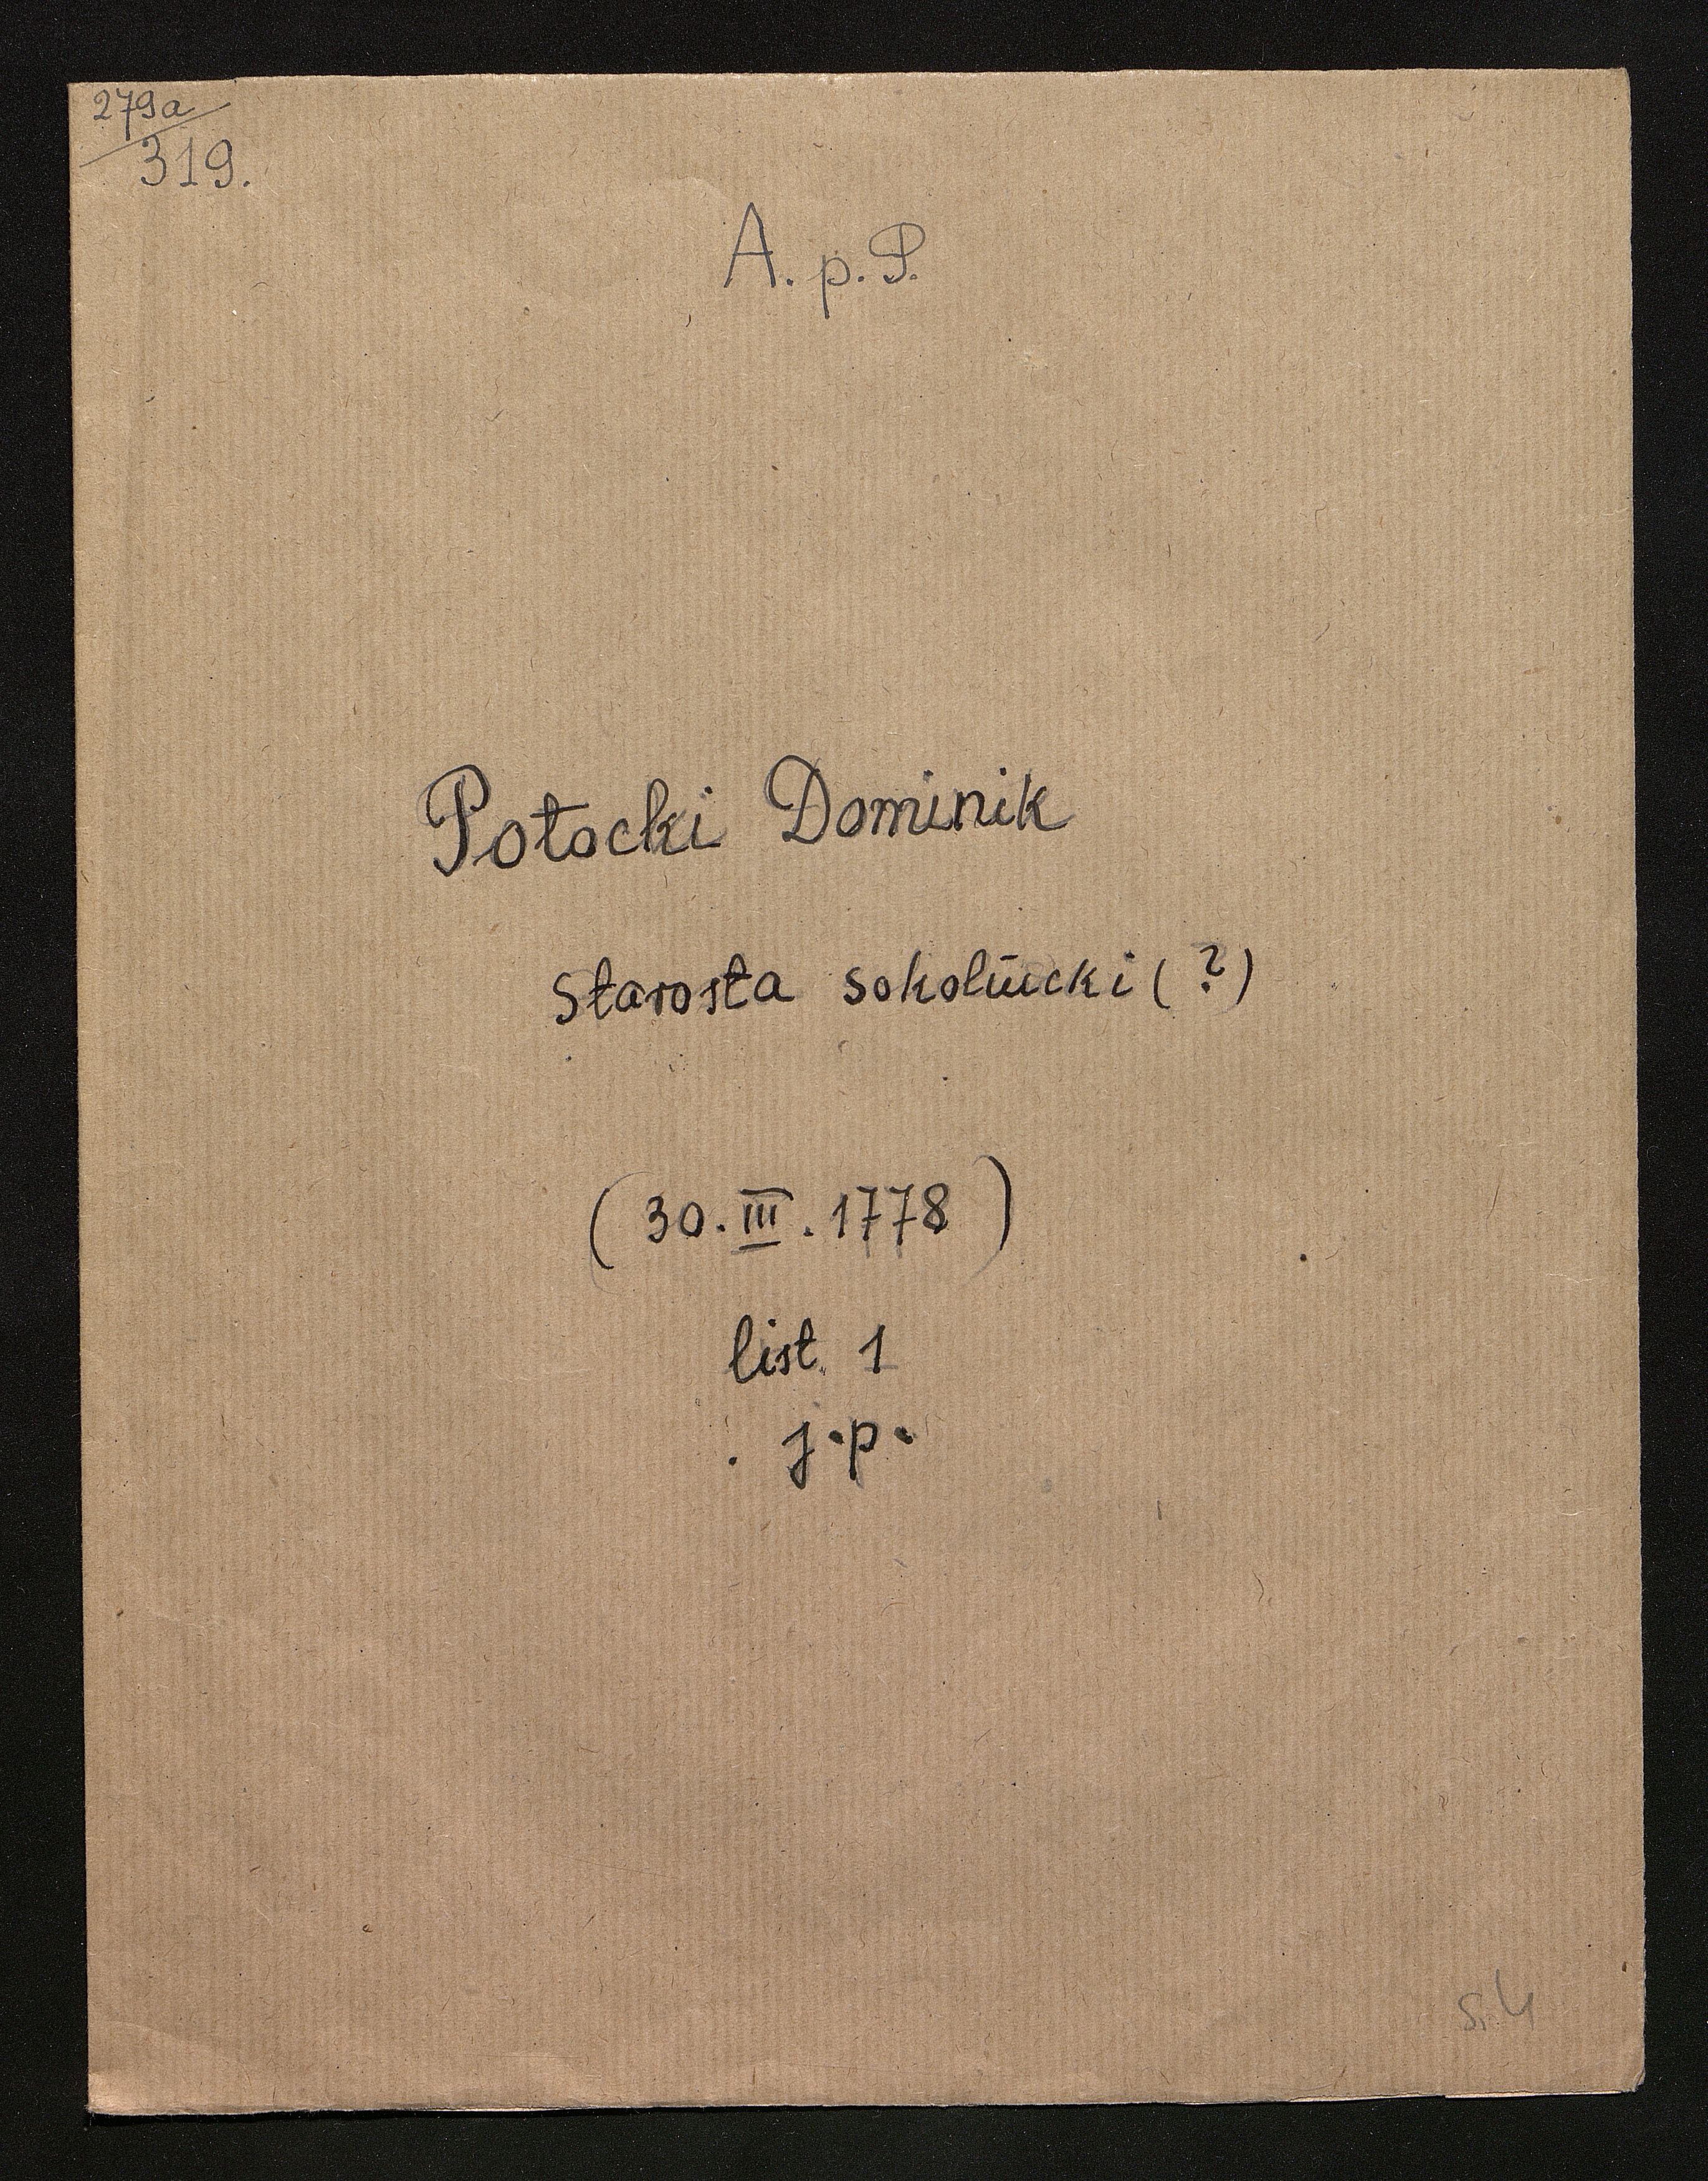 279a
319.
A. p. P.
Potocki Dominik
starosta sokolnicki (?)
(30. III. 1778)
list 1
j. p.
s. 4